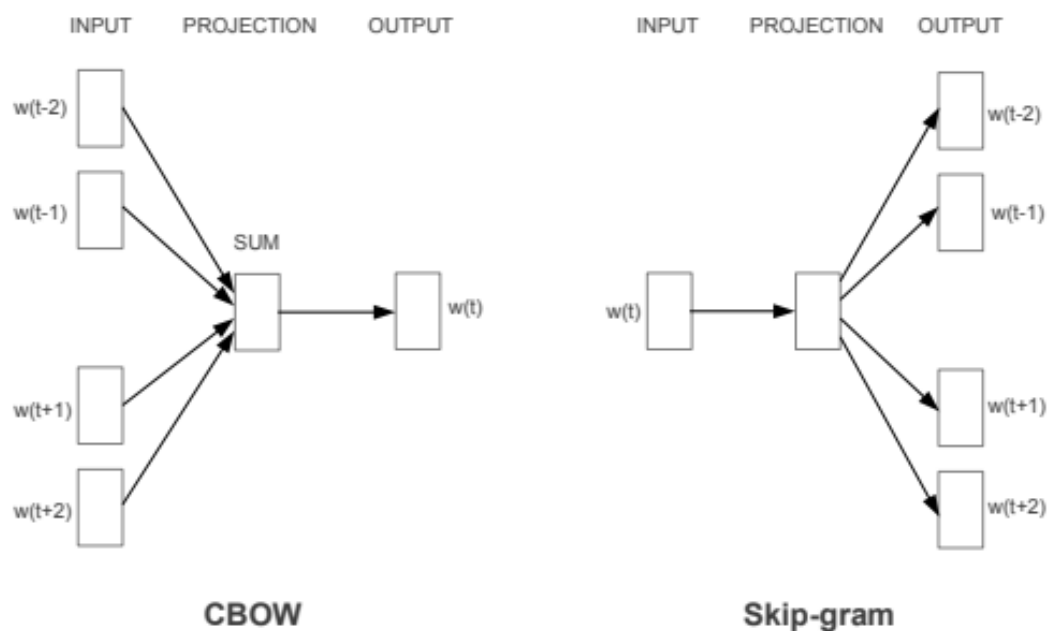 INPUT PROJECTION OUTPUT
w(t-2)
w(t-1)
SUM
w(t)
w(t+1)
w(t+2)
CBOW
INPUT PROJECTION OUTPUT
w(t-2)
w(t-1)
w(t)
w(t+1)
w(t+2)
Skip-gram